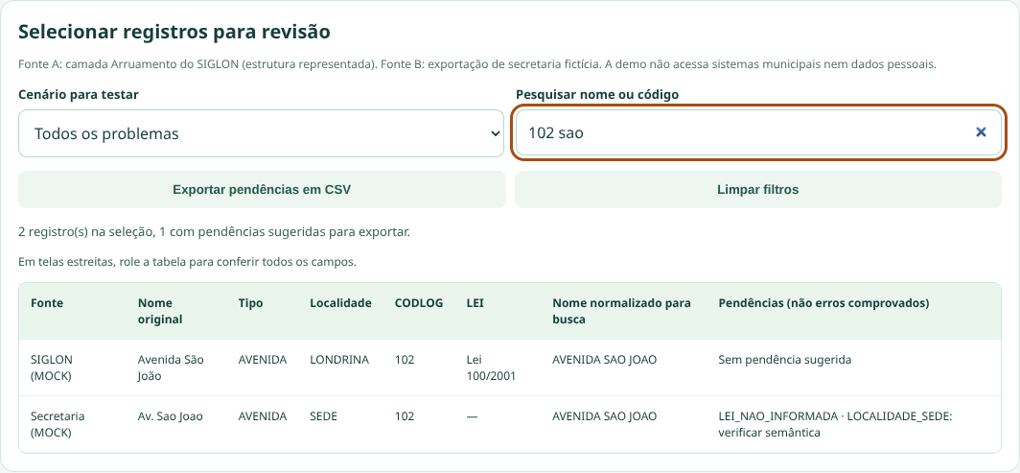 Selecionar registros para revisão
Fonte A: camada Arruamento do SIGLON (estrutura representada). Fonte B: exportação de secretaria fictícia. A demo não acessa sistemas municipais nem dados pessoais.
Cenário para testar
Pesquisar nome ou código
Todos os problemas
102 sao
Exportar pendências em CSV
Limpar filtros
2 registro(s) na seleção, 1 com pendências sugeridas para exportar.
Em telas estreitas, role a tabela para conferir todos os campos.
Fonte Nome original Tipo Localidade CODLOG LEI Nome normalizado para busca Pendências (não erros comprovados)
SIGLON (MOCK) Avenida São João AVENIDA LONDRINA 102 Lei 100/2001 AVENIDA SAO JOAO Sem pendência sugerida
Secretaria (MOCK) Av. Sao Joao AVENIDA SEDE 102 — AVENIDA SAO JOAO LEI_NAO_INFORMADA · LOCALIDADE_SEDE: verificar semântica